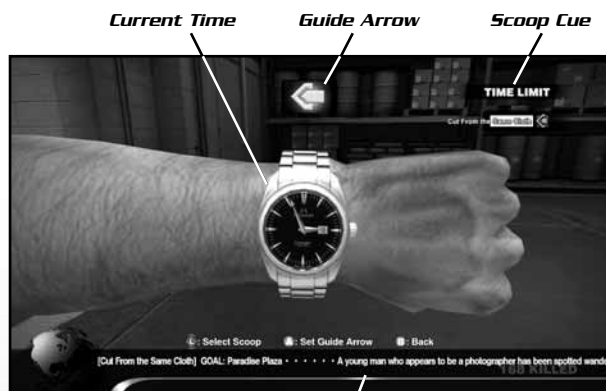 Current Time Guide Arrow Scoop Cue
TIME LIMIT
Cut From the Same Cloth
: Select Scoop : Set Guide Arrow : Back
[Cut From the Same Cloth] GOAL: Paradise Plaza · · · · · · A young man who appears to be a photographer has been spotted wand
168 KILLED